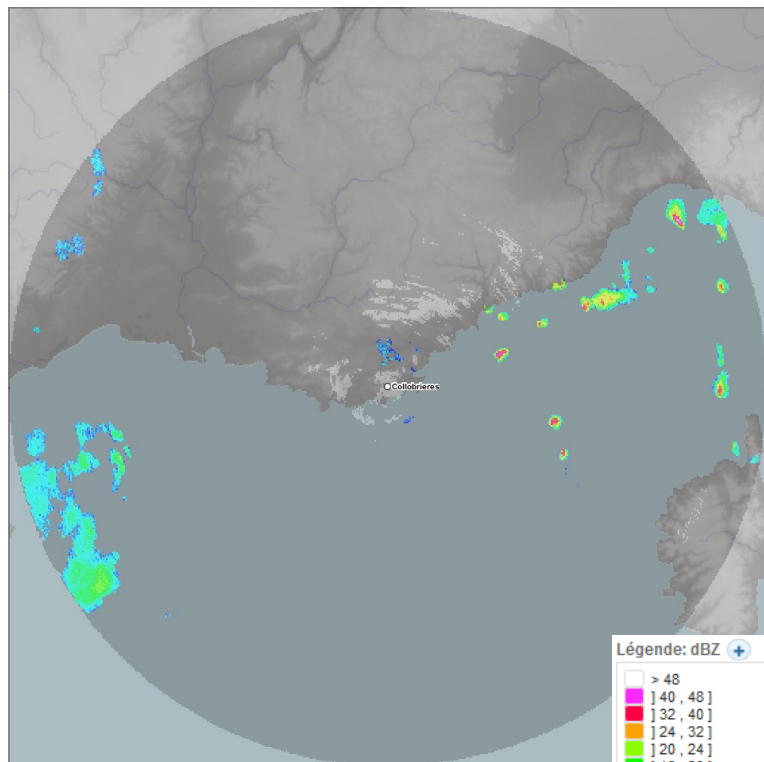 Collobrieres
Légende: dBZ +
> 48
] 40 , 48 ]
] 32 , 40 ]
] 24 , 32 ]
] 20 , 24 ]